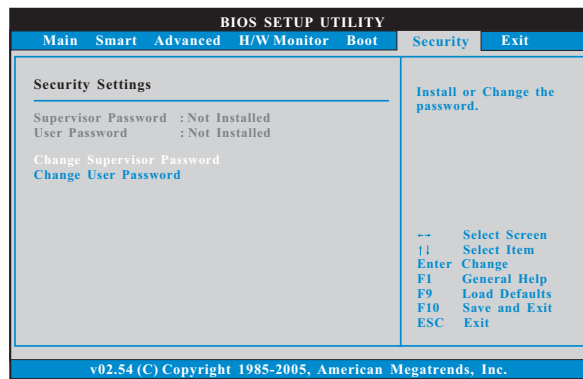 BIOS SETUP UTILITY
Main Smart Advanced H/W Monitor Boot Security Exit
Security Settings
Supervisor Password : Not Installed
User Password : Not Installed
Change Supervisor Password
Change User Password
Install or Change the
password.
←→ Select Screen
↑↓ Select Item
Enter Change
F1 General Help
F9 Load Defaults
F10 Save and Exit
ESC Exit
v02.54 (C) Copyright 1985-2005, American Megatrends, Inc.